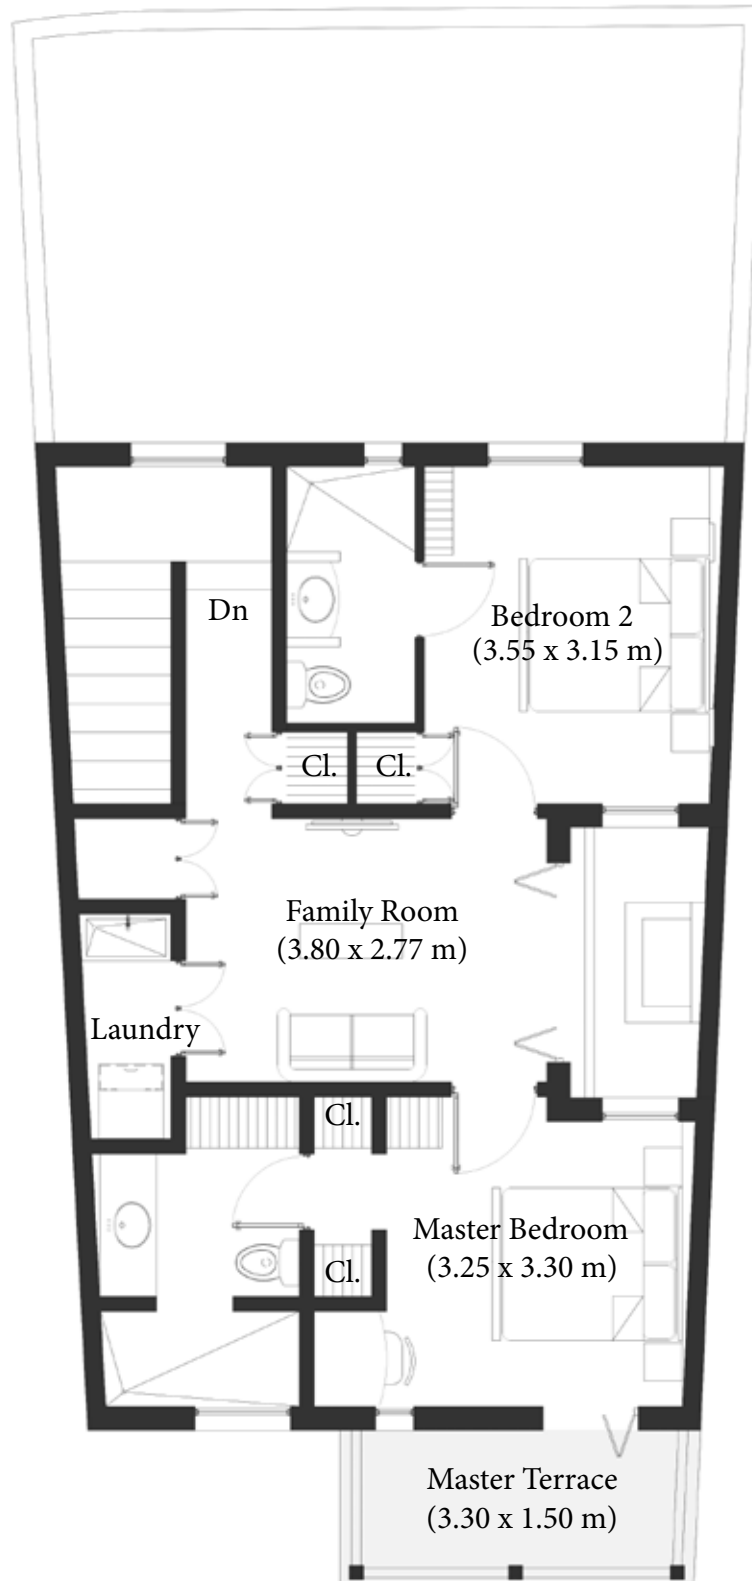 Dn
Bedroom 2
(3.55 x 3.15 m)
Cl.
Cl.
Family Room
(3.80 x 2.77 m)
Laundry
Cl.
Master Bedroom
(3.25 x 3.30 m)
Cl.
Master Terrace
(3.30 x 1.50 m)